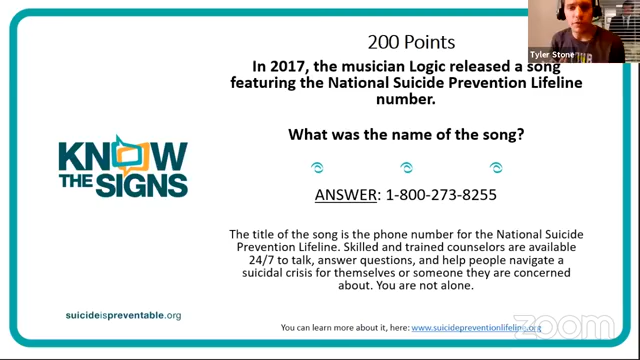 200 Points
Tyler Stone
In 2017, the musician Logic released a song
featuring the National Suicide Prevention Lifeline
number.
What was the name of the song?
KNOW
THE SIGNS
ANSWER: 1-800-273-8255
The title of the song is the phone number for the National Suicide
Prevention Lifeline. Skilled and trained counselors are available
24/7 to talk, answer questions, and help people navigate a
suicidal crisis for themselves or someone they are concerned
about. You are not alone.
suicideispreventable.org
You can learn more about it, here: www.suicidepreventionlifeline.org
zoom